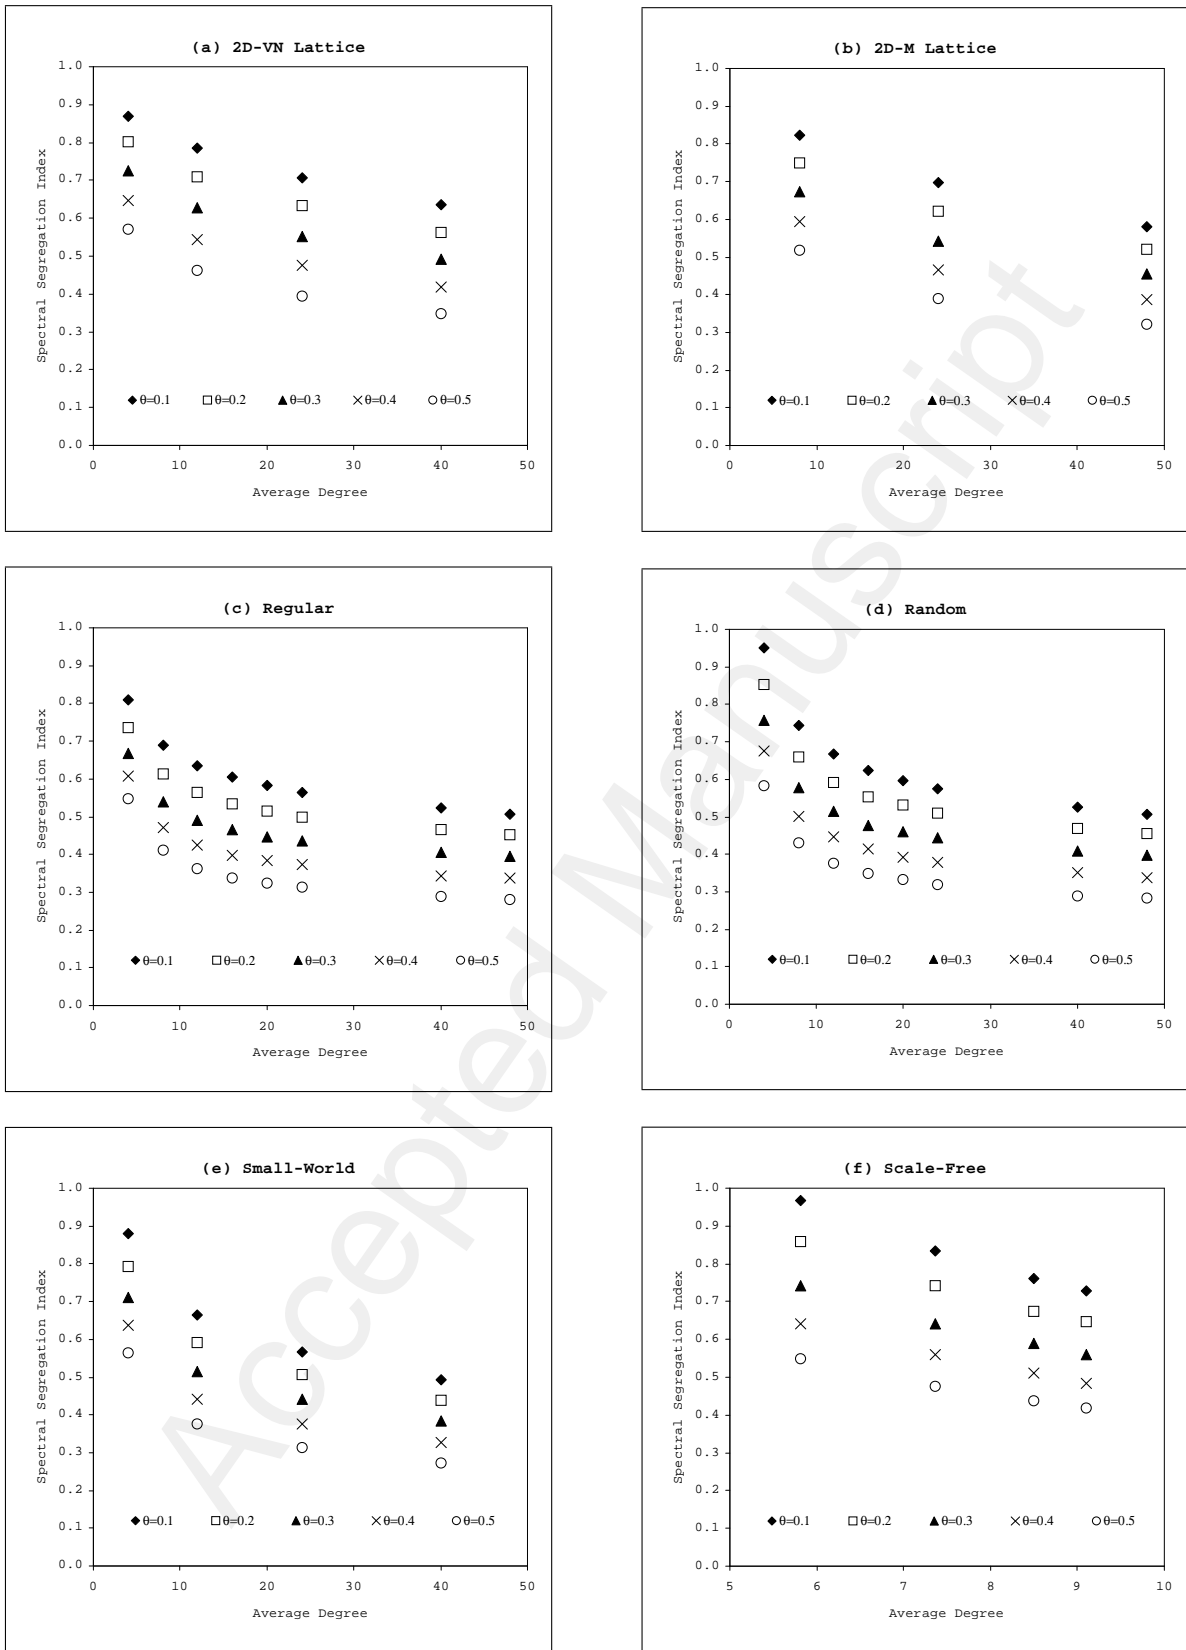 (a) 2D-VN Lattice
1.0
0.9
0.8
0.7
0.6
0.5
0.4
0.3
0.2
0.1
0.0
Spectral Segregation Index
θ=0.1 θ=0.2 θ=0.3 θ=0.4 θ=0.5
0 10 20 30 40 50
Average Degree
(b) 2D-M Lattice
1.0
0.9
0.8
0.7
0.6
0.5
0.4
0.3
0.2
0.1
0.0
Spectral Segregation Index
θ=0.1 θ=0.2 θ=0.3 θ=0.4 θ=0.5
0 10 20 30 40 50
Average Degree
(c) Regular
1.0
0.9
0.8
0.7
0.6
0.5
0.4
0.3
0.2
0.1
0.0
Spectral Segregation Index
θ=0.1 θ=0.2 θ=0.3 θ=0.4 θ=0.5
0 10 20 30 40 50
Average Degree
(d) Random
1.0
0.9
0.8
0.7
0.6
0.5
0.4
0.3
0.2
0.1
0.0
Spectral Segregation Index
θ=0.1 θ=0.2 θ=0.3 θ=0.4 θ=0.5
0 10 20 30 40 50
Average Degree
(e) Small-World
1.0
0.9
0.8
0.7
0.6
0.5
0.4
0.3
0.2
0.1
0.0
Spectral Segregation Index
θ=0.1 θ=0.2 θ=0.3 θ=0.4 θ=0.5
0 10 20 30 40 50
Average Degree
(f) Scale-Free
1.0
0.9
0.8
0.7
0.6
0.5
0.4
0.3
0.2
0.1
0.0
Spectral Segregation Index
θ=0.1 θ=0.2 θ=0.3 θ=0.4 θ=0.5
5 6 7 8 9 10
Average Degree
Accepted Manuscript